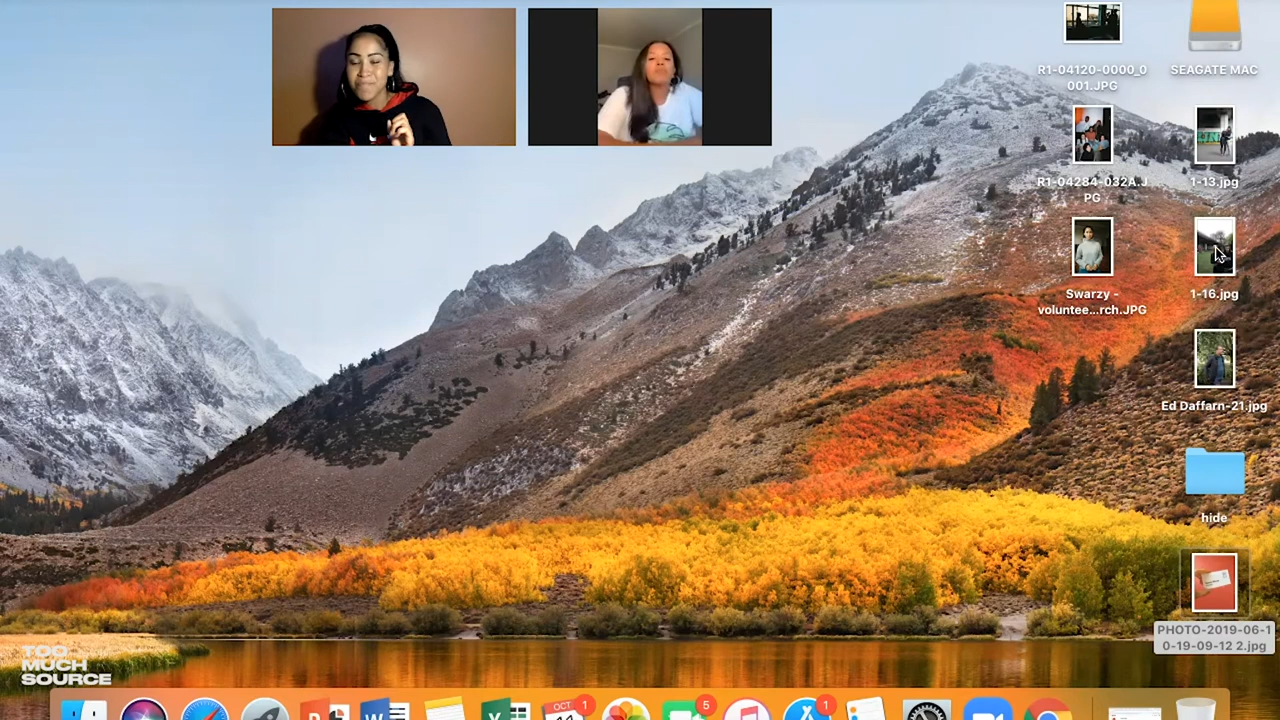 R1-04120-0000_0
001.JPG
SEAGATE MAC
R1-04284-032A.J
PG
1-13.jpg
Swarzy -
voluntee...rch.JPG
1-16.jpg
Ed Daffarn-21.jpg
hide
PHOTO-2019-06-1
0-19-09-12 2.jpg
TOO
MUCH
SOURCE
OCT
1
5
1